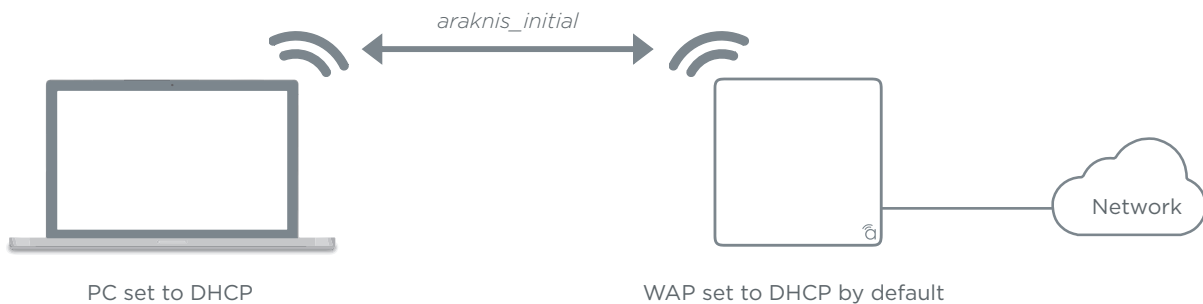 araknis_initial
Network
PC set to DHCP
WAP set to DHCP by default